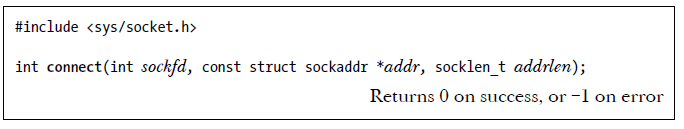 #include <sys/socket.h>
int connect(int sockfd, const struct sockaddr *addr, socklen_t addrlen);
Returns 0 on success, or −1 on error